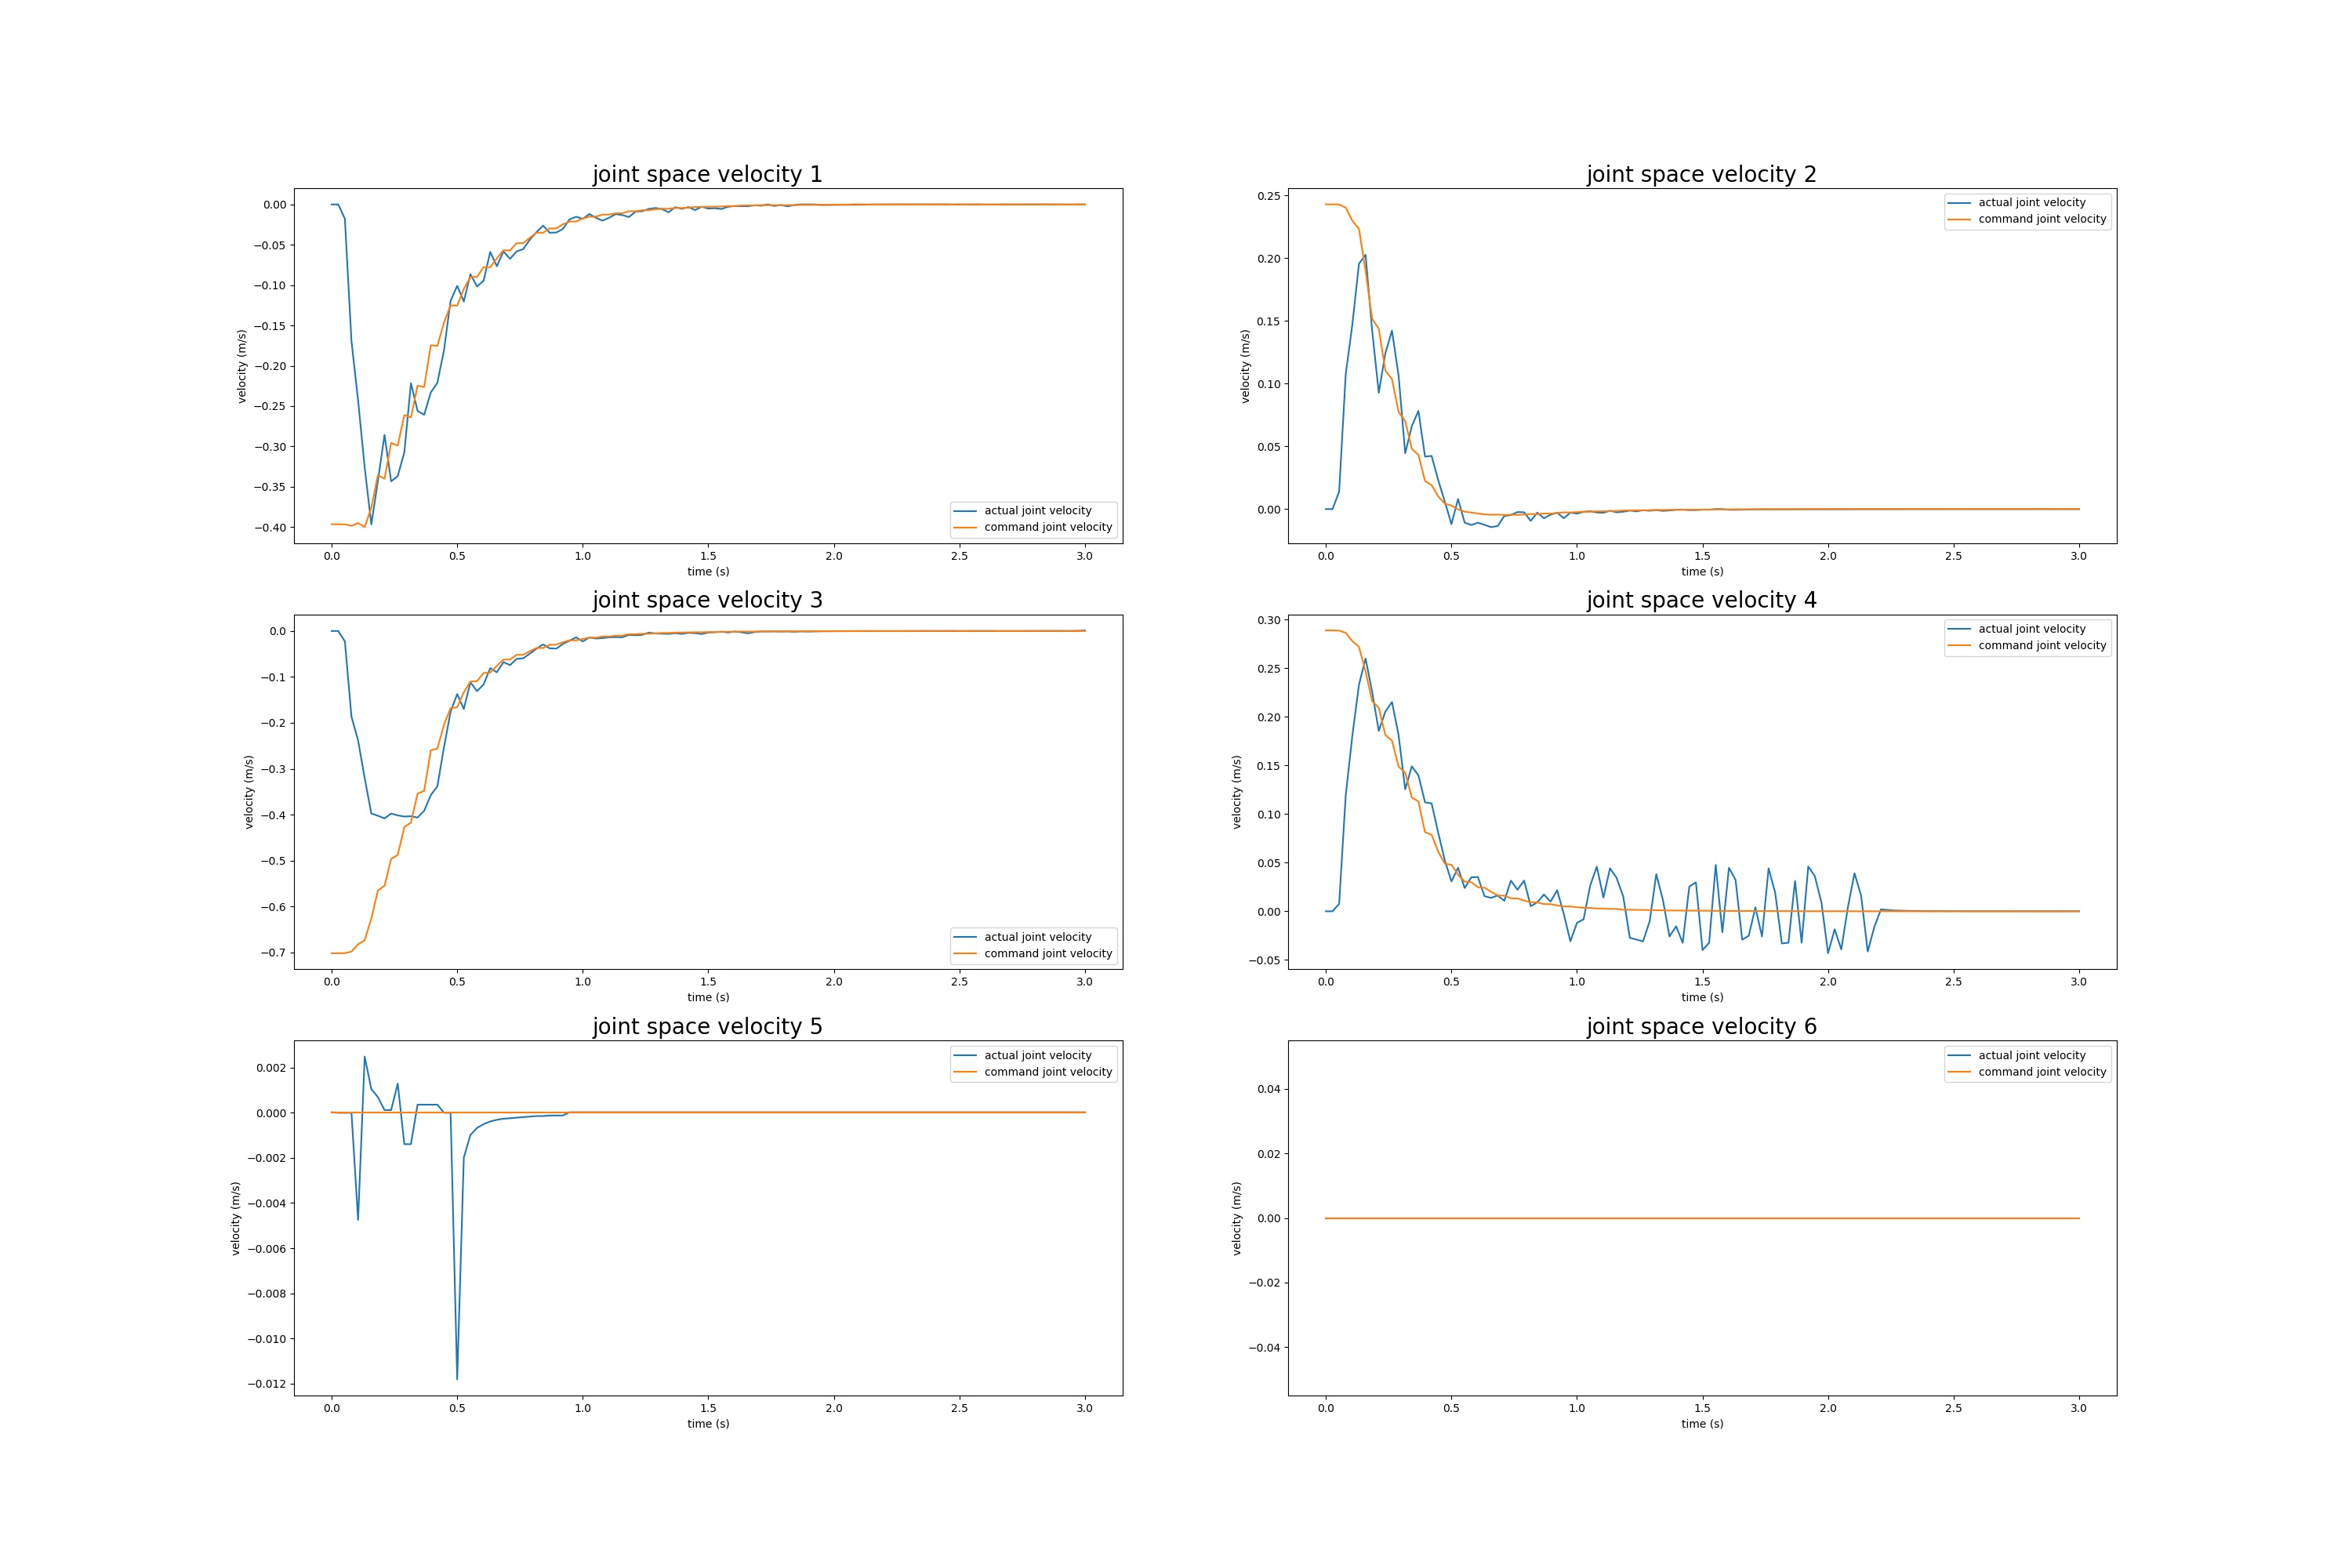 joint space velocity 1
velocity (m/s)
0.00
−0.05
−0.10
−0.15
−0.20
−0.25
−0.30
−0.35
−0.40
actual joint velocity
command joint velocity
0.0 0.5 1.0 1.5 2.0 2.5 3.0
time (s)
joint space velocity 2
velocity (m/s)
0.25
0.20
0.15
0.10
0.05
0.00
actual joint velocity
command joint velocity
0.0 0.5 1.0 1.5 2.0 2.5 3.0
time (s)
joint space velocity 3
velocity (m/s)
0.0
−0.1
−0.2
−0.3
−0.4
−0.5
−0.6
−0.7
actual joint velocity
command joint velocity
0.0 0.5 1.0 1.5 2.0 2.5 3.0
time (s)
joint space velocity 4
velocity (m/s)
0.30
0.25
0.20
0.15
0.10
0.05
0.00
−0.05
actual joint velocity
command joint velocity
0.0 0.5 1.0 1.5 2.0 2.5 3.0
time (s)
joint space velocity 5
velocity (m/s)
0.002
0.000
−0.002
−0.004
−0.006
−0.008
−0.010
−0.012
actual joint velocity
command joint velocity
0.0 0.5 1.0 1.5 2.0 2.5 3.0
time (s)
joint space velocity 6
velocity (m/s)
0.04
0.02
0.00
−0.02
−0.04
actual joint velocity
command joint velocity
0.0 0.5 1.0 1.5 2.0 2.5 3.0
time (s)